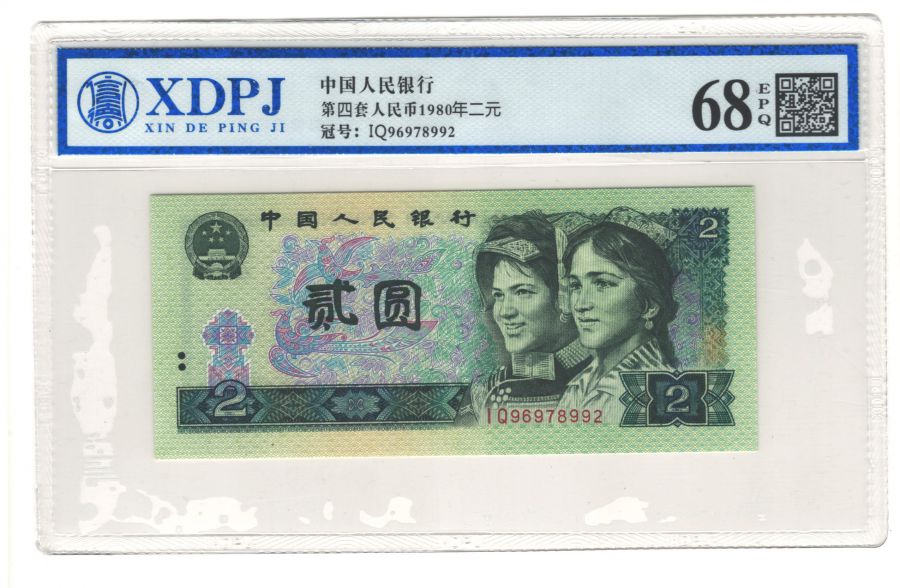 XDPJ
XIN DE PING JI
中国人民银行
第四套人民币1980年二元
冠号：IQ96978992
68
EPQ
中国人民银行
2
贰圆
2
2
IQ96978992